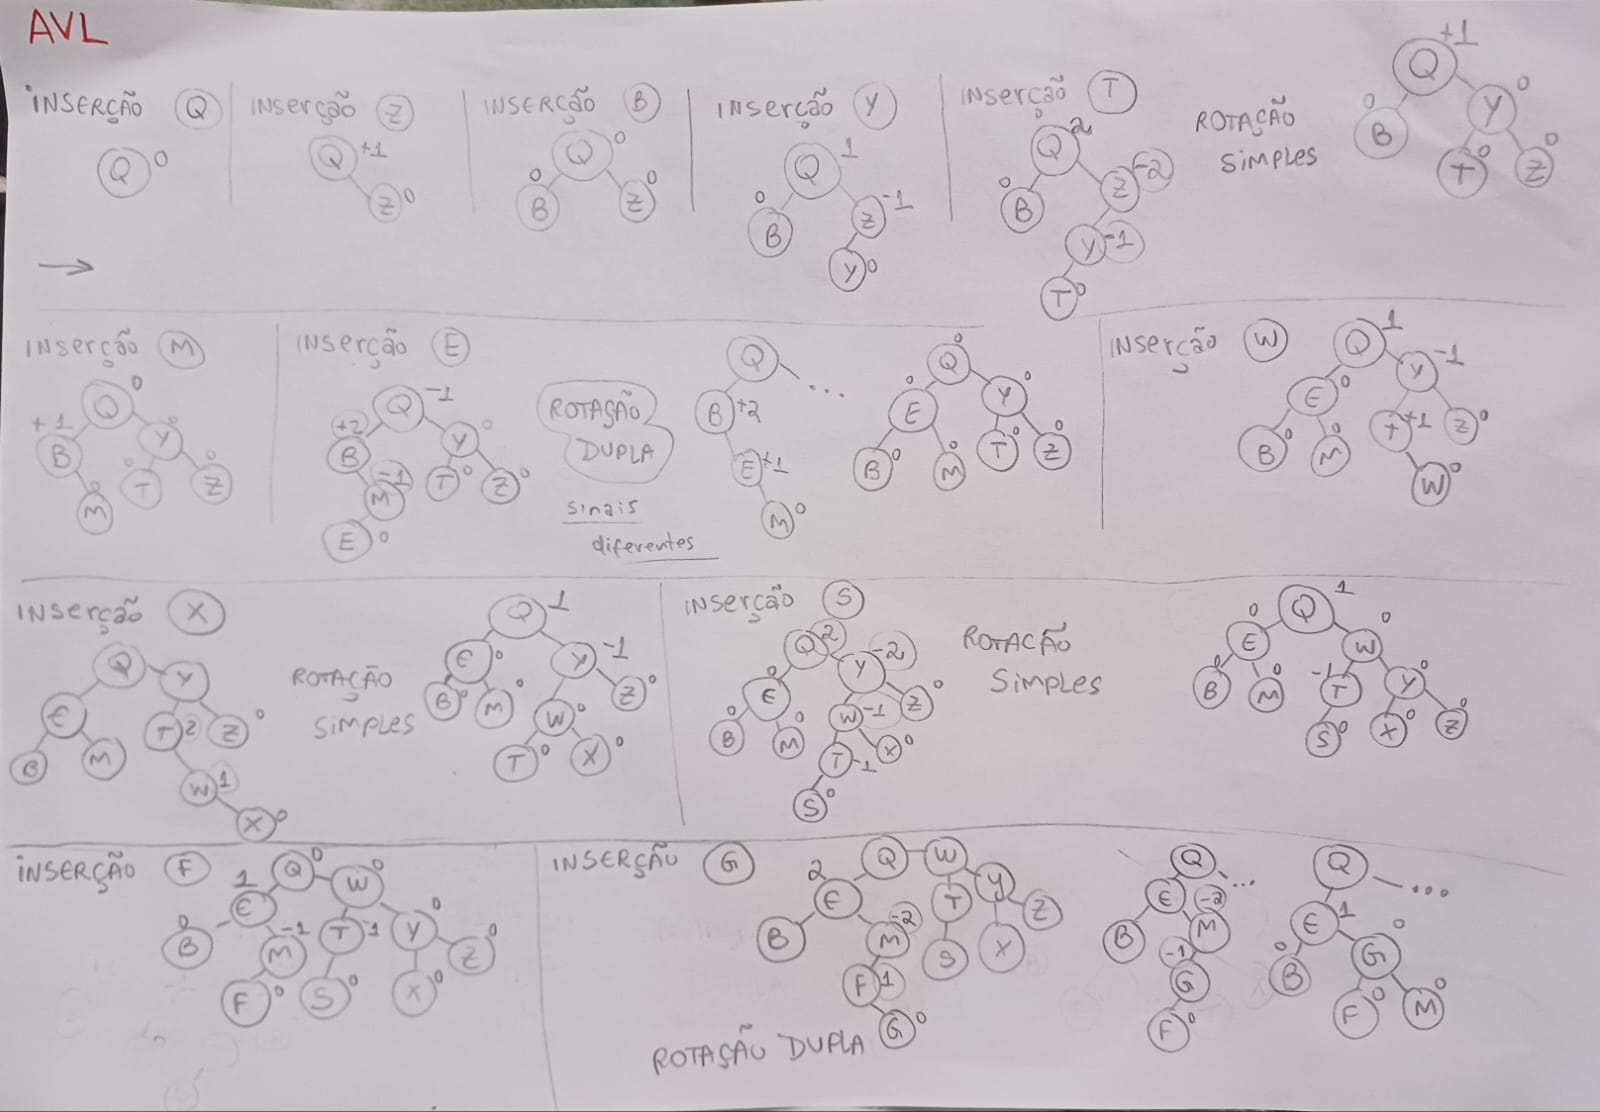 AVL
INSERÇÃO Q
Q 0
Inserção Z
Q +1
Z 0
INSERÇÃO B
Q 0
0 0
B Z
Inserção Y
Q 1
0 Z -1
B
Y 0
Inserção T
Q 2
0 Z -2
B
Y -1
T 0
ROTAÇÃO
Simples
+1
Q
0 Y 0
B
T 0 Z 0
Inserção M
Q 0
+1 B Y 0
0 T Z 0
M 0
Inserção E
Q -1
+2 B Y 0
M -1 T 0 Z 0
E 0
ROTAÇÃO
DUPLA
sinais
diferentes
Q ...
B +2
E +1
M 0
0
Q
0 E Y 0
B 0 M 0 T 0 Z 0
Inserção W
Q 1
E 0 Y -1
B 0 M 0 T +1 Z 0
W 0
Inserção X
Q Y
E T 2 Z 0
B M W 1
X 0
ROTAÇÃO
Simples
Q 1
E 0 Y -1
B 0 M 0 W 0 Z 0
T 0 X 0
Inserção S
Q 2 Y -2
0 E W -1 Z 0
0 B 0 M T -1 X 0
S 0
ROTAÇÃO
Simples
Q 1
0 E W 0
0 B 0 M -1 T Y 0
S 0 X 0 Z 0
INSERÇÃO F
Q 0 W 0
1 E
0 B M -1 T -1 Y 0
Z 0
F 0 S 0 X 0
INSERÇÃO G
Q W
2 E T Y
B M -2 Z
F 1 S X
G 0
ROTAÇÃO DUPLA
Q ...
E -2
B M
-1 G
F 0
Q ...
E 1
0 B G 0
F 0 M 0